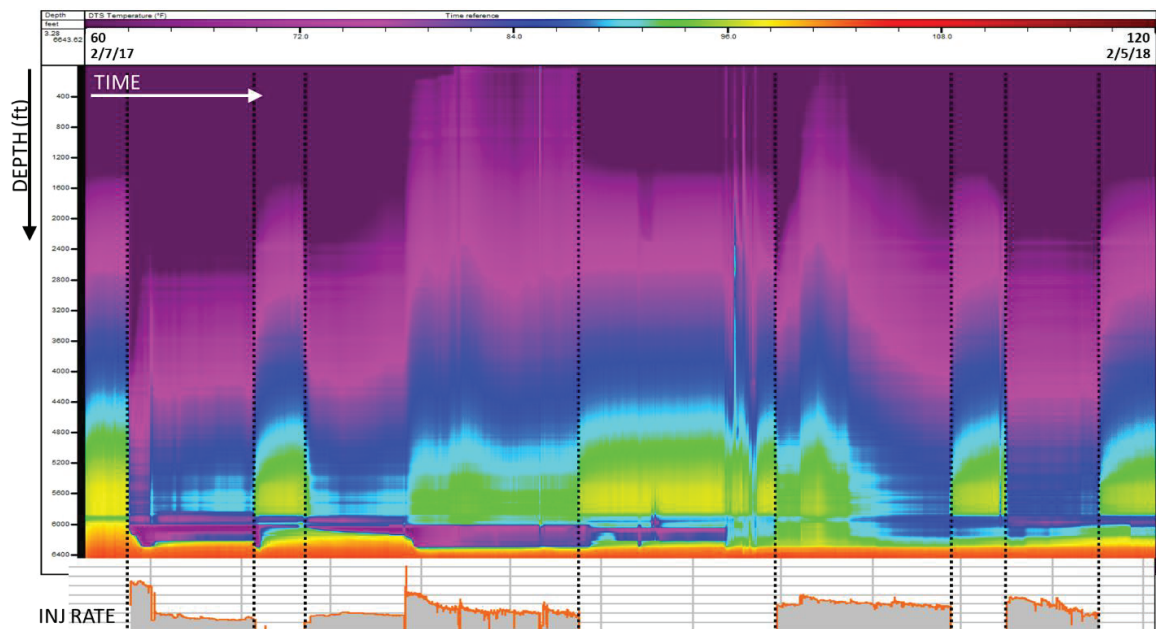 Depth DTS Temperature (°F) Time reference
feet
3.28 60 72.0 84.0 96.0 108.0 120
6643.62 2/7/17 2/5/18
TIME
DEPTH (ft)
400
800
1200
1600
2000
2400
2800
3200
3600
4000
4400
4800
5200
5600
6000
6400
INJ RATE